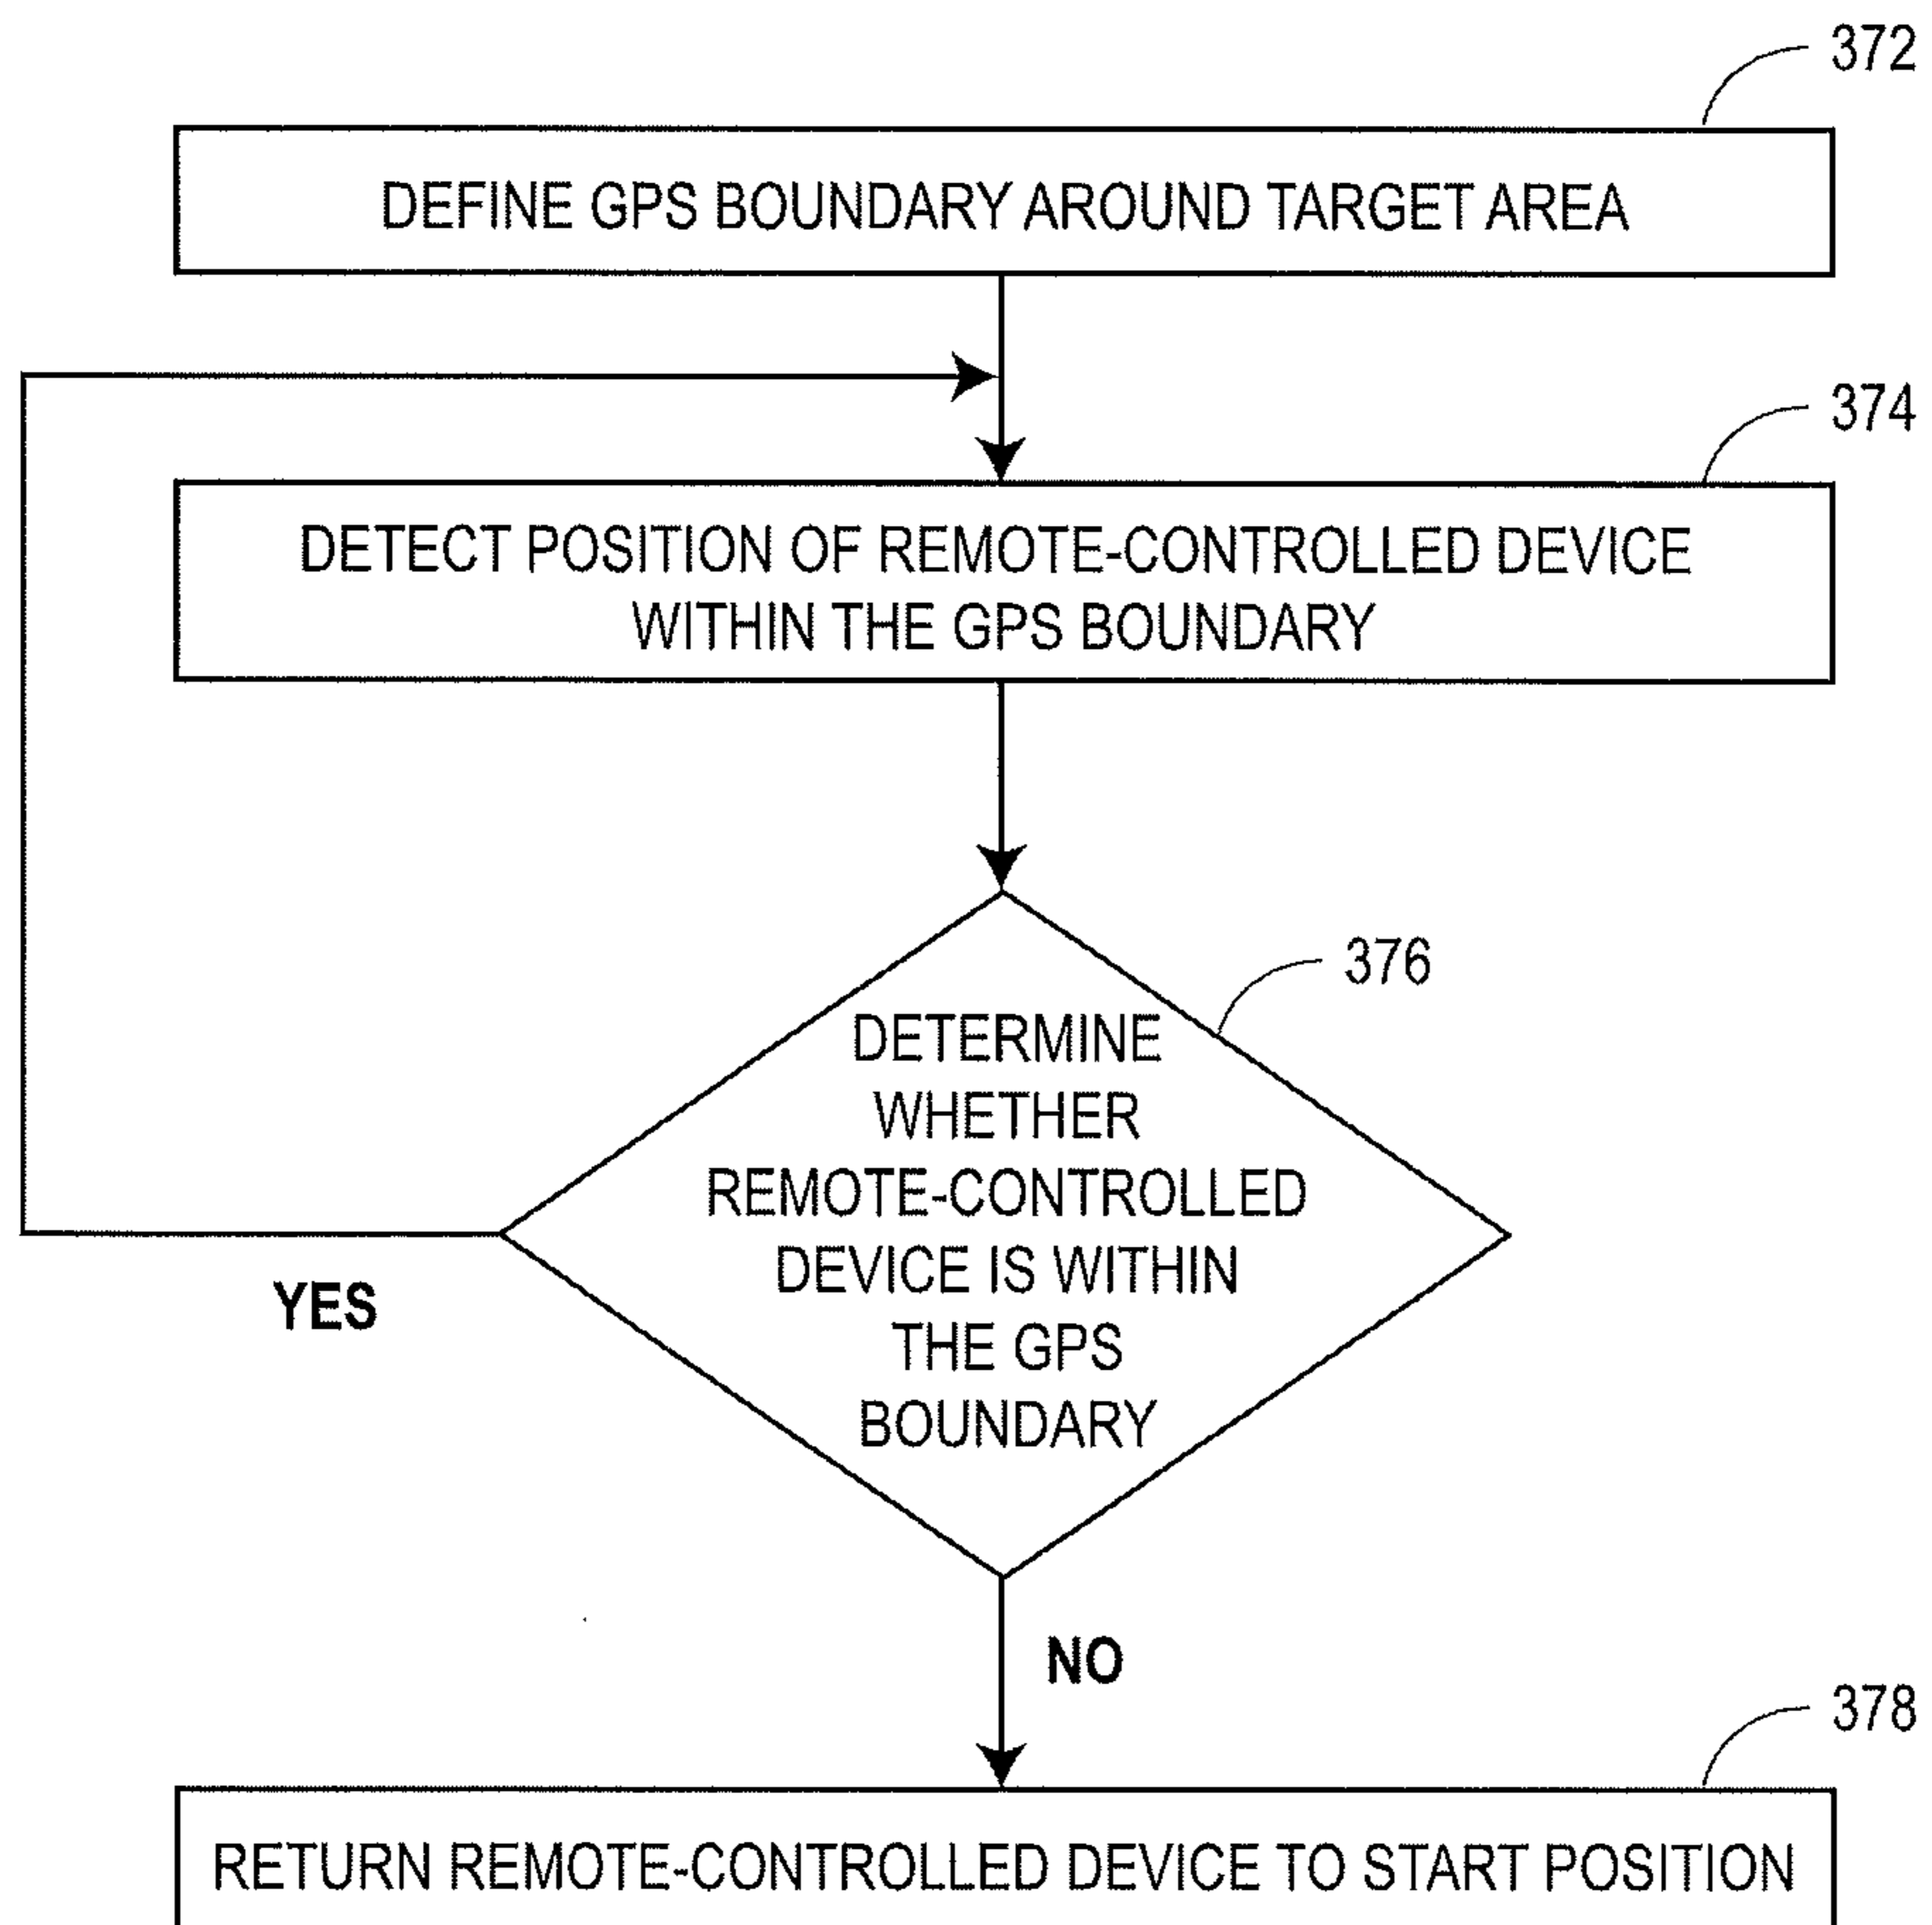 372
DEFINE GPS BOUNDARY AROUND TARGET AREA
374
DETECT POSITION OF REMOTE-CONTROLLED DEVICE
WITHIN THE GPS BOUNDARY
376
DETERMINE
WHETHER
REMOTE-CONTROLLED
DEVICE IS WITHIN
THE GPS
BOUNDARY
YES
NO
378
RETURN REMOTE-CONTROLLED DEVICE TO START POSITION